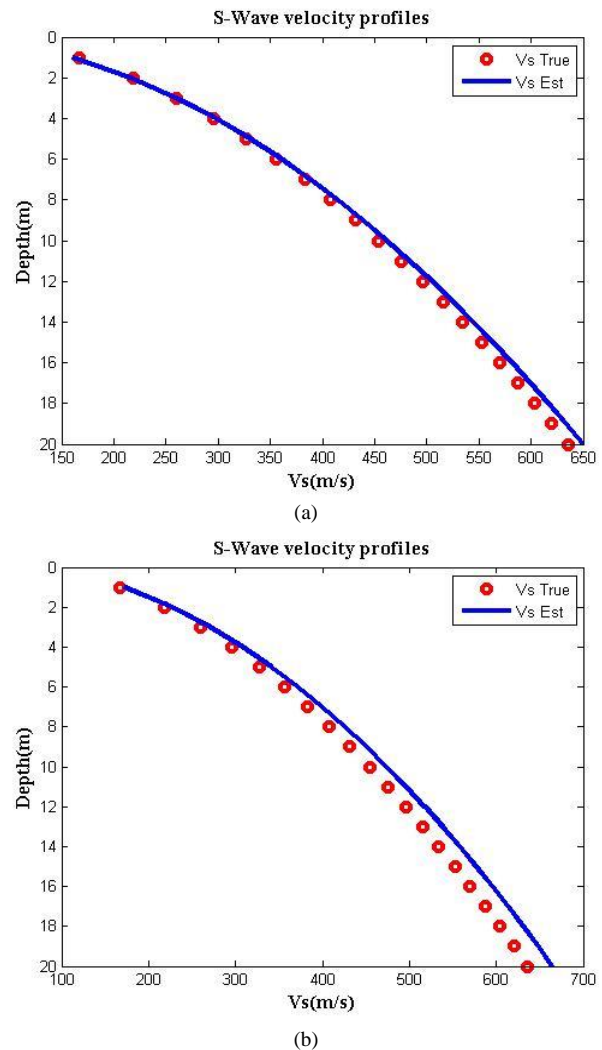 S-Wave velocity profiles
0
2
4
6
8
10
12
14
16
18
20
Depth(m)
Vs True
Vs Est
150 200 250 300 350 400 450 500 550 600 650
Vs(m/s)
(a)
S-Wave velocity profiles
0
2
4
6
8
10
12
14
16
18
20
Depth(m)
Vs True
Vs Est
100 200 300 400 500 600 700
Vs(m/s)
(b)